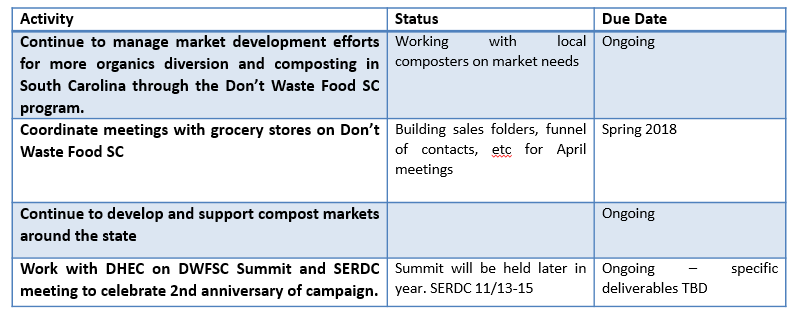 Activity Status Due Date
Continue to manage market development efforts Working with local Ongoing
for more organics diversion and composting in composters on market needs
South Carolina through the Don’t Waste Food SC
program.
Coordinate meetings with grocery stores on Don’t Building sales folders, funnel Spring 2018
Waste Food SC of contacts, etc for April
meetings
Continue to develop and support compost markets Ongoing
around the state
Work with DHEC on DWFSC Summit and SERDC Summit will be held later in Ongoing – specific
meeting to celebrate 2nd anniversary of campaign. year. SERDC 11/13-15 deliverables TBD